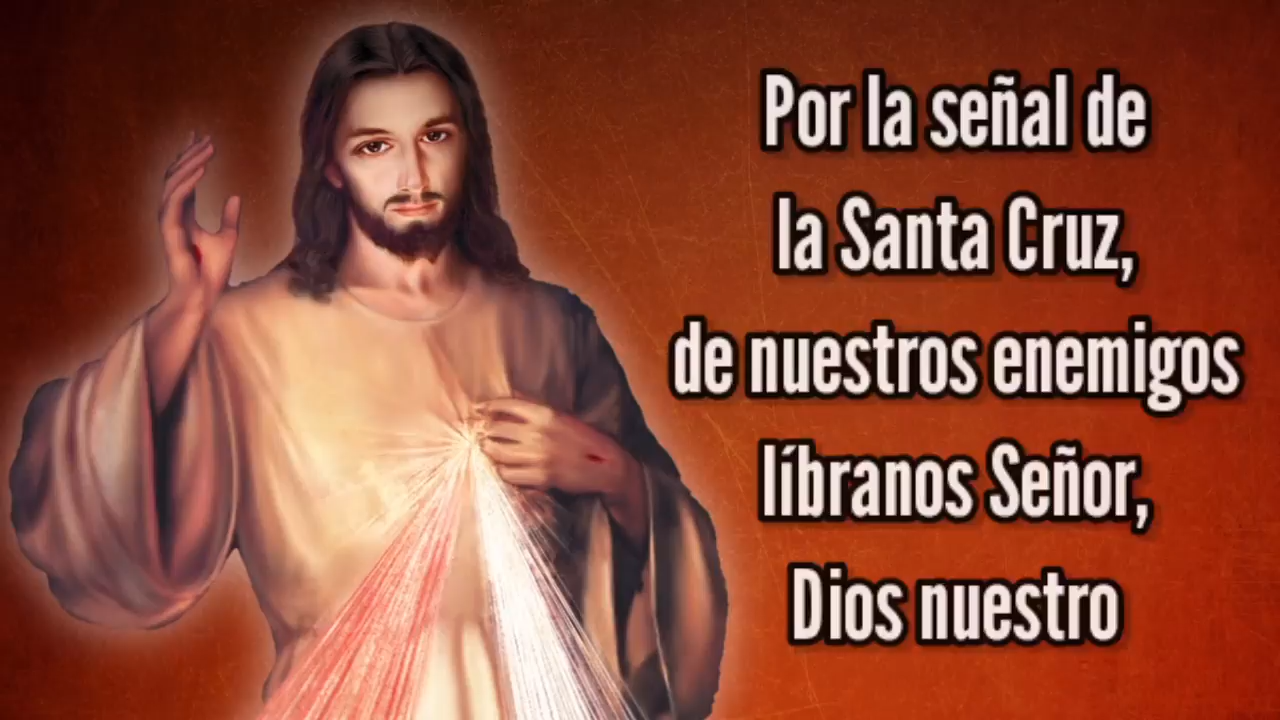 Por la señal de
la Santa Cruz,
de nuestros enemigos
líbranos Señor,
Dios nuestro